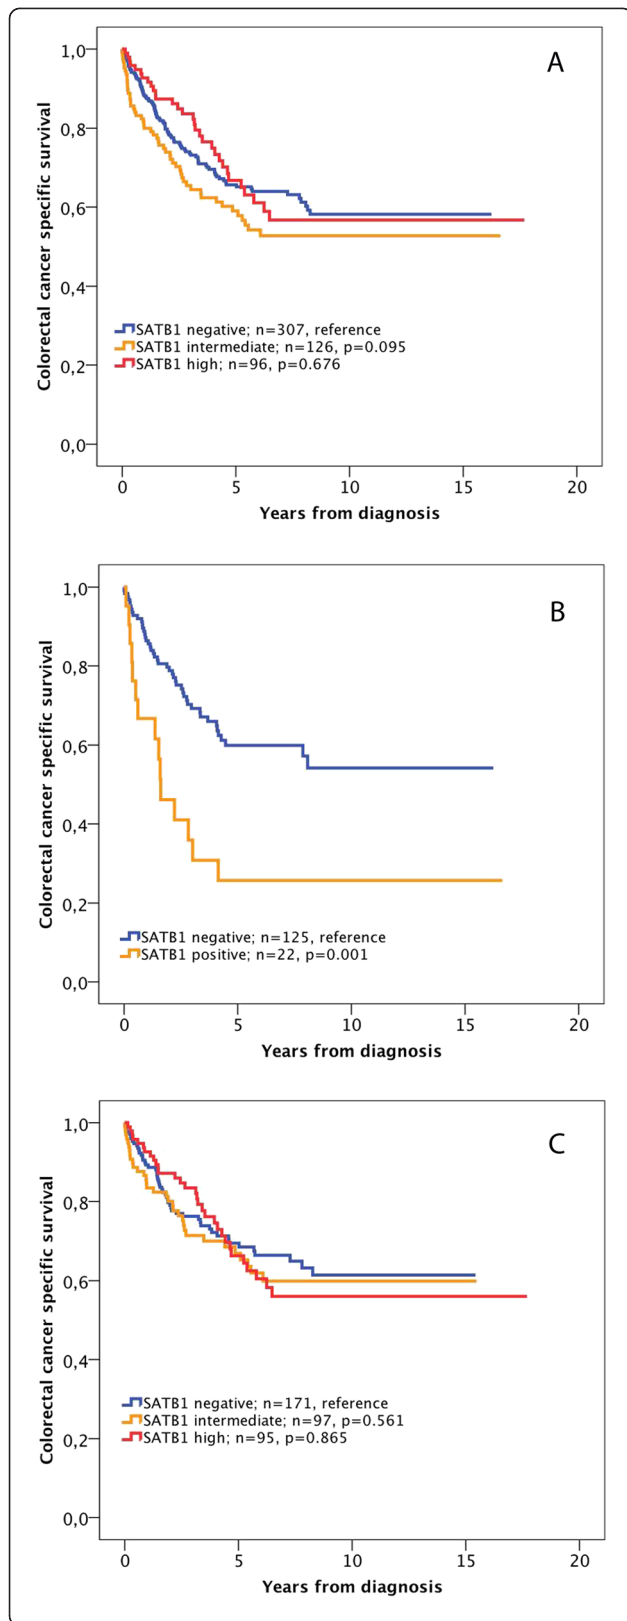 A
Colorectal cancer specific survival
1,0
0,8
0,6
0,4
0,2
0,0
SATB1 negative; n=307, reference
SATB1 intermediate; n=126, p=0.095
SATB1 high; n=96, p=0.676
0 5 10 15 20
Years from diagnosis
B
Colorectal cancer specific survival
1,0
0,8
0,6
0,4
0,2
0,0
SATB1 negative; n=125, reference
SATB1 positive; n=22, p=0.001
0 5 10 15 20
Years from diagnosis
C
Colorectal cancer specific survival
1,0
0,8
0,6
0,4
0,2
0,0
SATB1 negative; n=171, reference
SATB1 intermediate; n=97, p=0.561
SATB1 high; n=95, p=0.865
0 5 10 15 20
Years from diagnosis